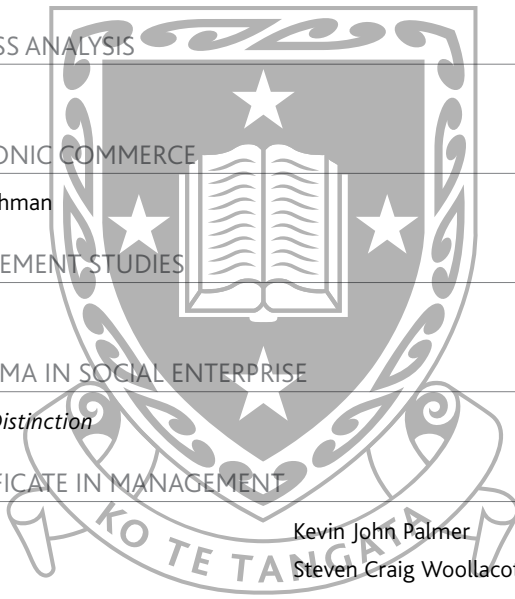 SS ANALYSIS
ONIC COMMERCE
hman
EMENT STUDIES
MA IN SOCIAL ENTERPRISE
Distinction
FICATE IN MANAGEMENT
Kevin John Palmer
Steven Craig Woollacot
KO TE TANGATA